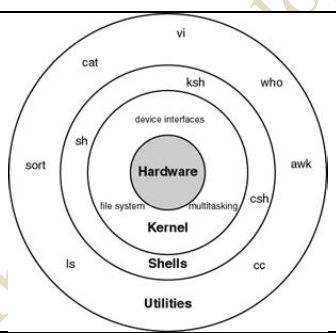 vi
cat
ksh
who
device interfaces
sh
sort
Hardware
awk
csh
file system
multitasking
Kernel
ls
Shells
cc
Utilities